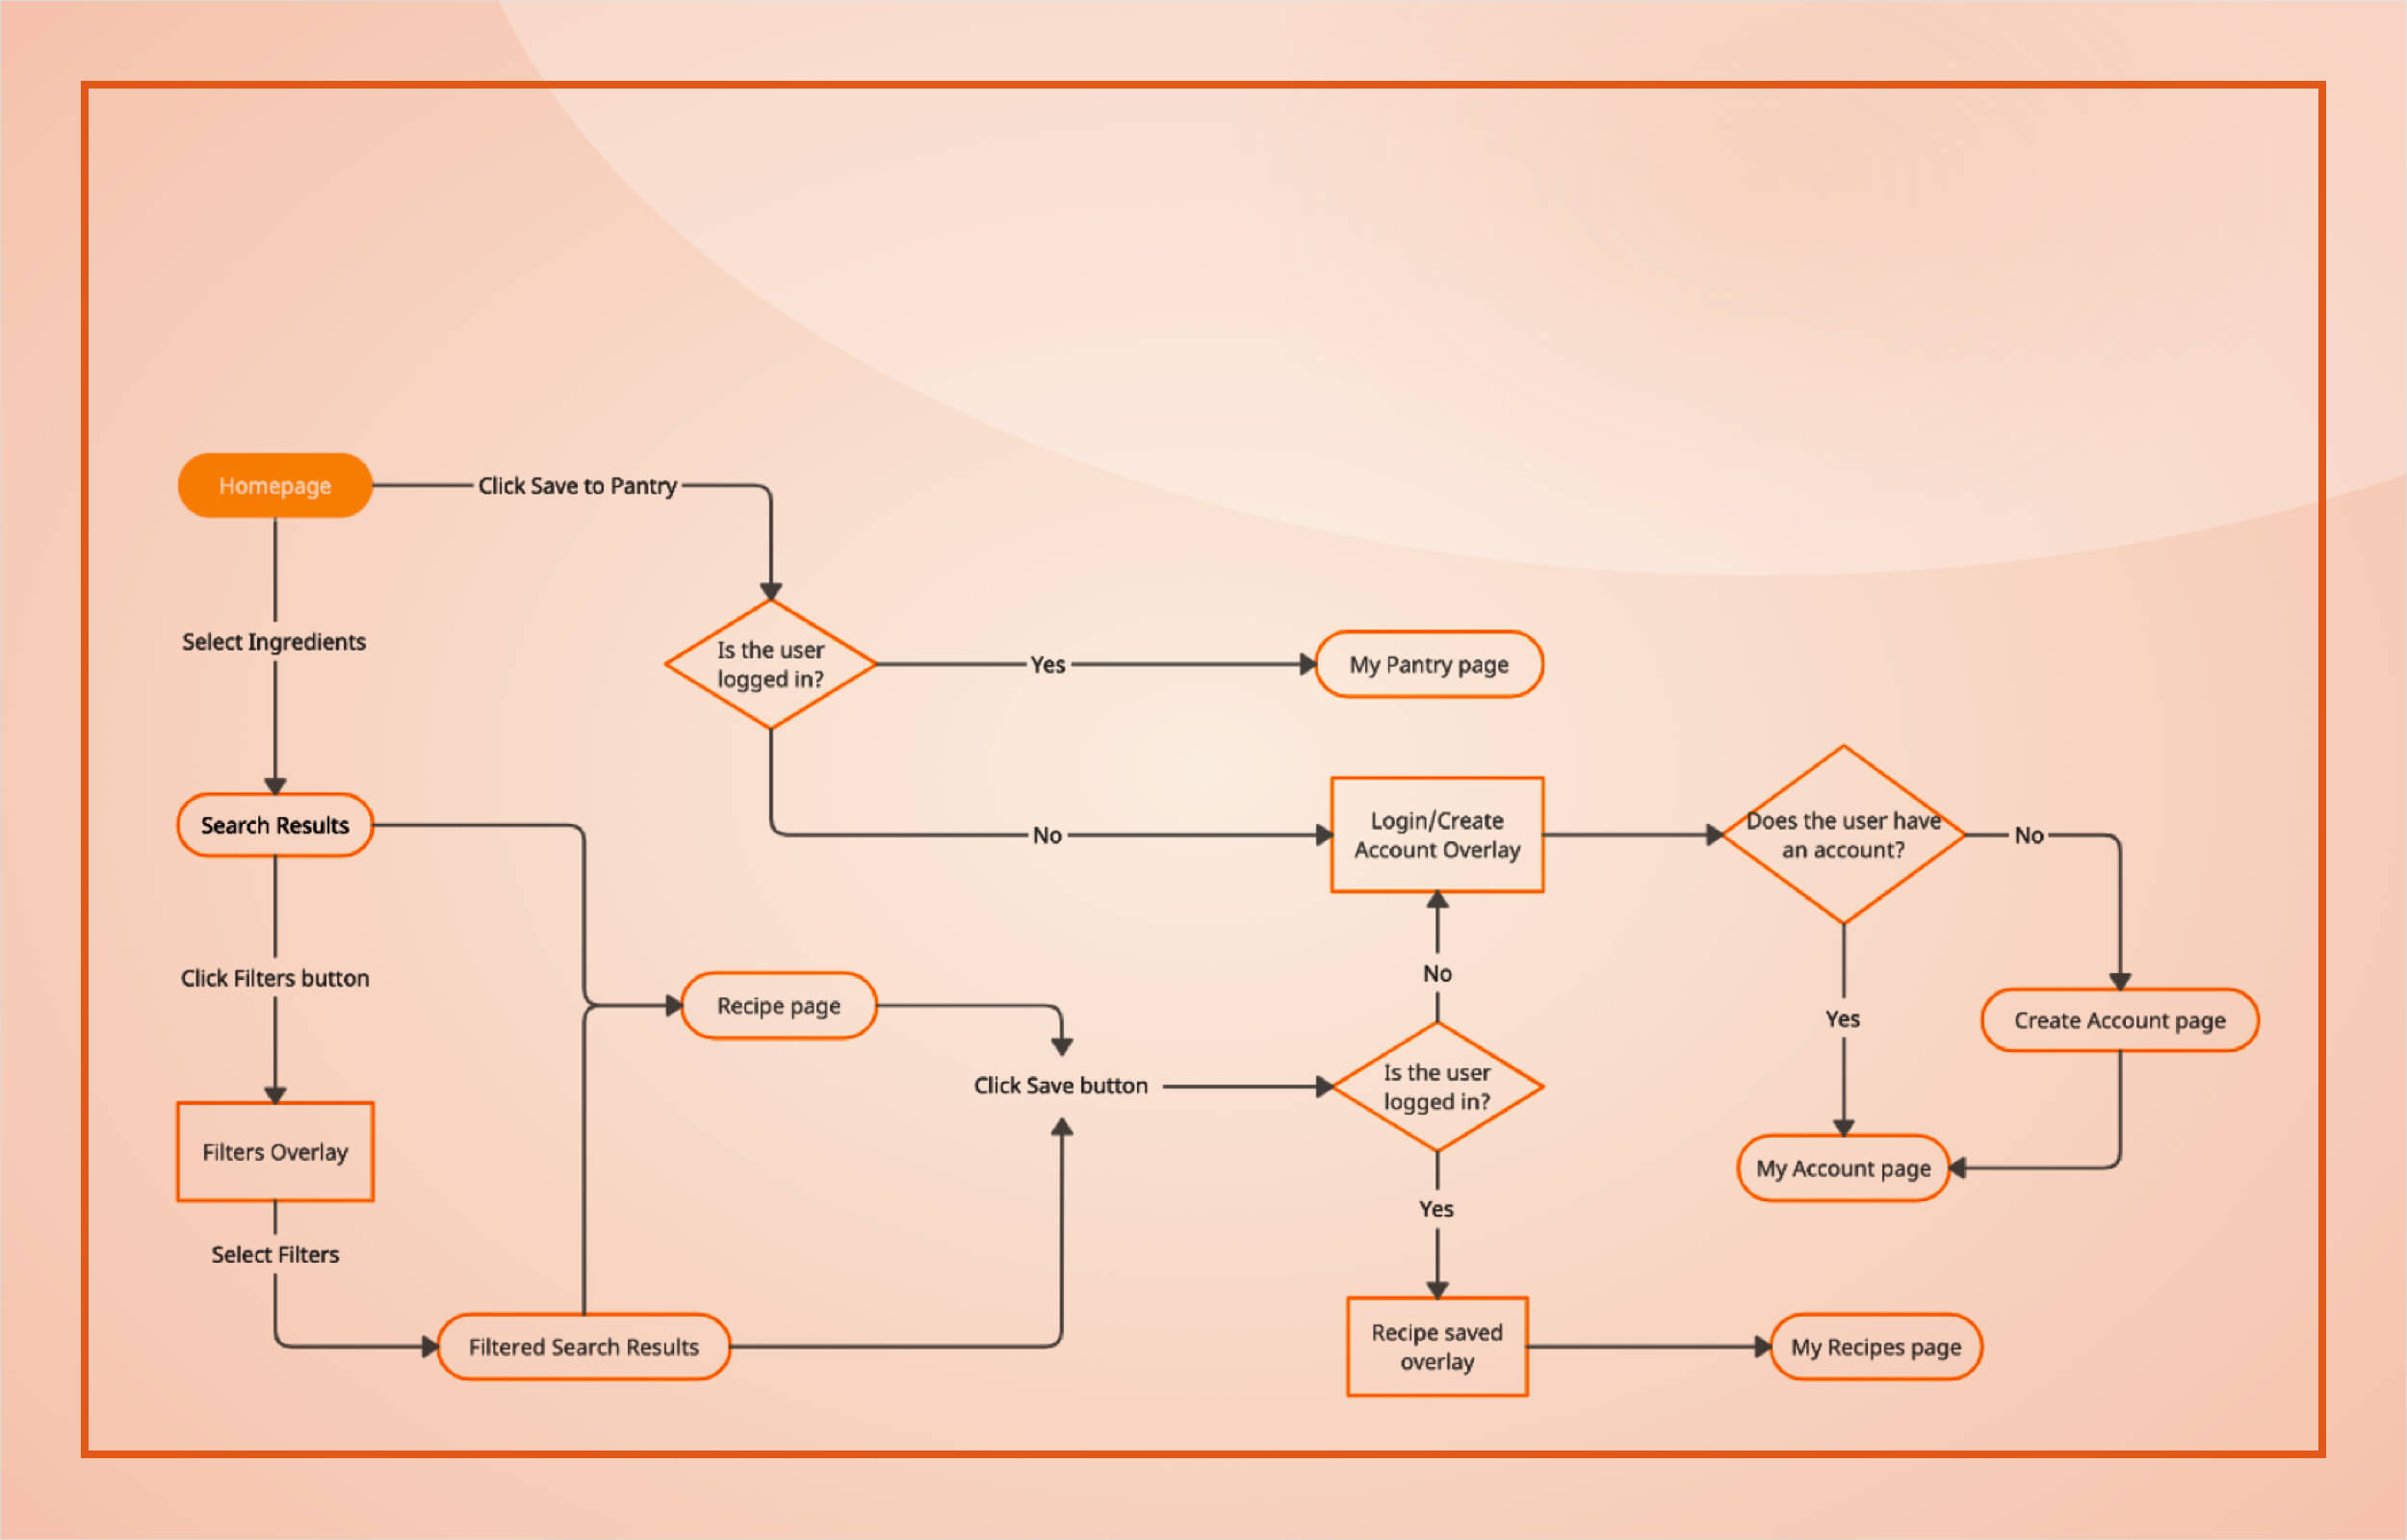 Homepage
Click Save to Pantry
Select Ingredients
Is the user
logged in?
Yes
My Pantry page
No
Login/Create
Account Overlay
Does the user have
an account?
No
Search Results
Click Filters button
Recipe page
No
Yes
Create Account page
Click Save button
Is the user
logged in?
Filters Overlay
My Account page
Yes
Select Filters
Filtered Search Results
Recipe saved
overlay
My Recipes page